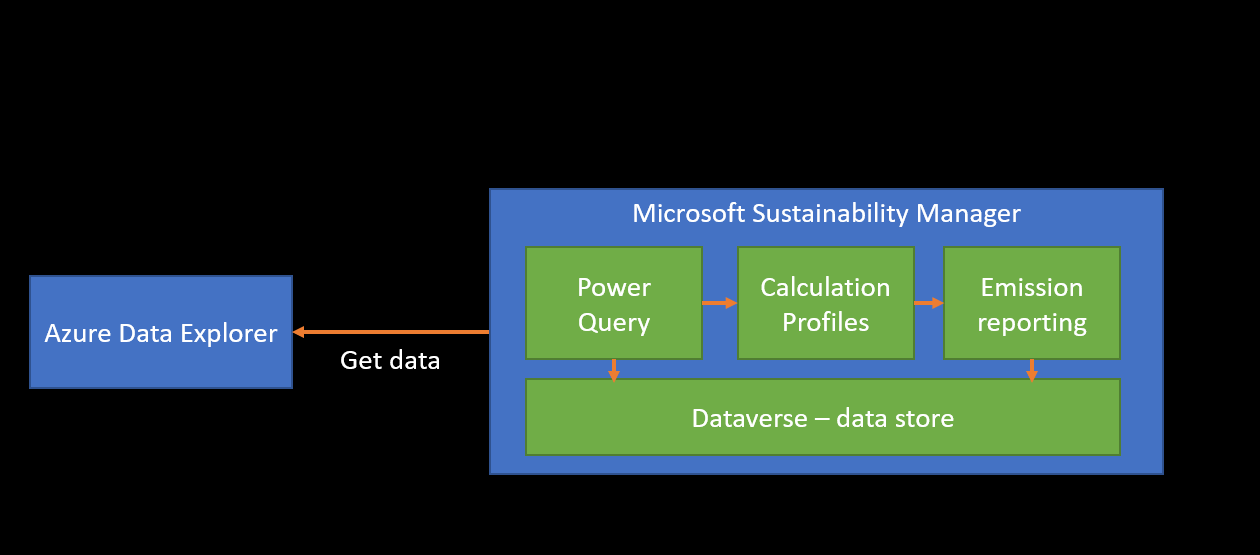 Microsoft Sustainability Manager
Power
Query
Calculation
Profiles
Emission
reporting
Azure Data Explorer
Get data
Dataverse – data store